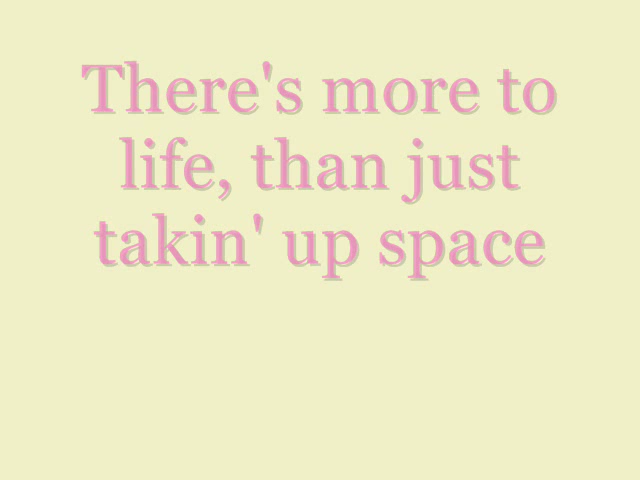 There's more to
life, than just
takin' up space